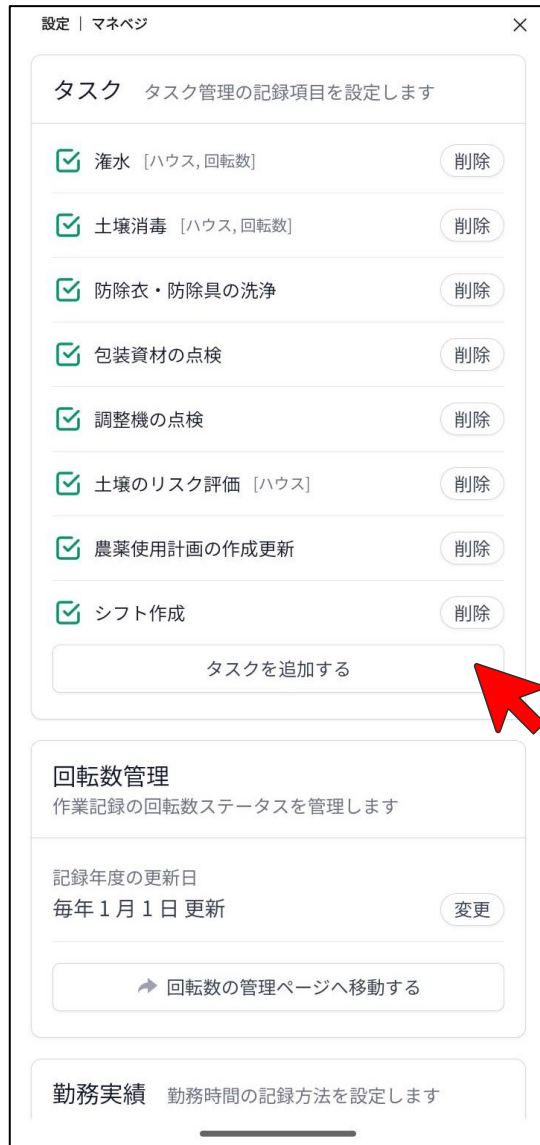 設定 | マネベジ ×
タスク タスク管理の記録項目を設定します
潅水 [ハウス, 回転数] 削除
土壌消毒 [ハウス, 回転数] 削除
防除衣・防除具の洗浄 削除
包装資材の点検 削除
調整機の点検 削除
土壌のリスク評価 [ハウス] 削除
農薬使用計画の作成更新 削除
シフト作成 削除
タスクを追加する
回転数管理
作業記録の回転数ステータスを管理します
記録年度の更新日
毎年1月1日 更新 変更
回転数の管理ページへ移動する
勤務実績 勤務時間の記録方法を設定します